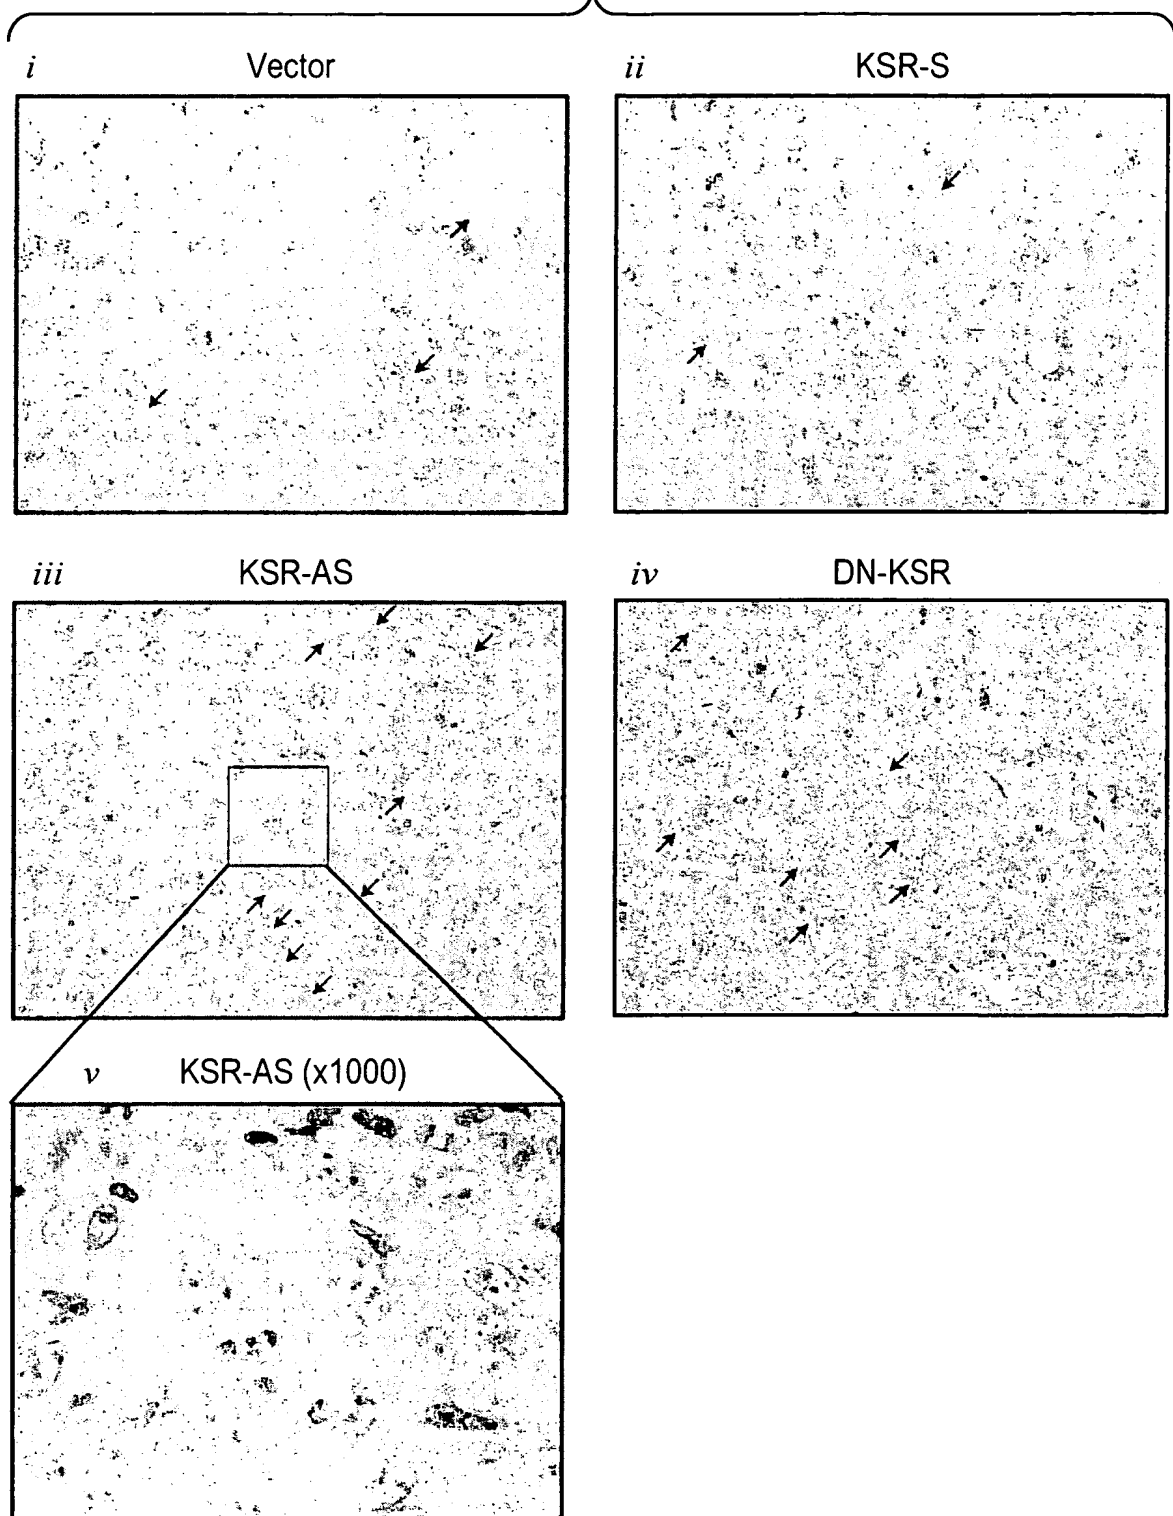 i Vector
ii KSR-S
iii KSR-AS
iv DN-KSR
v KSR-AS (x1000)